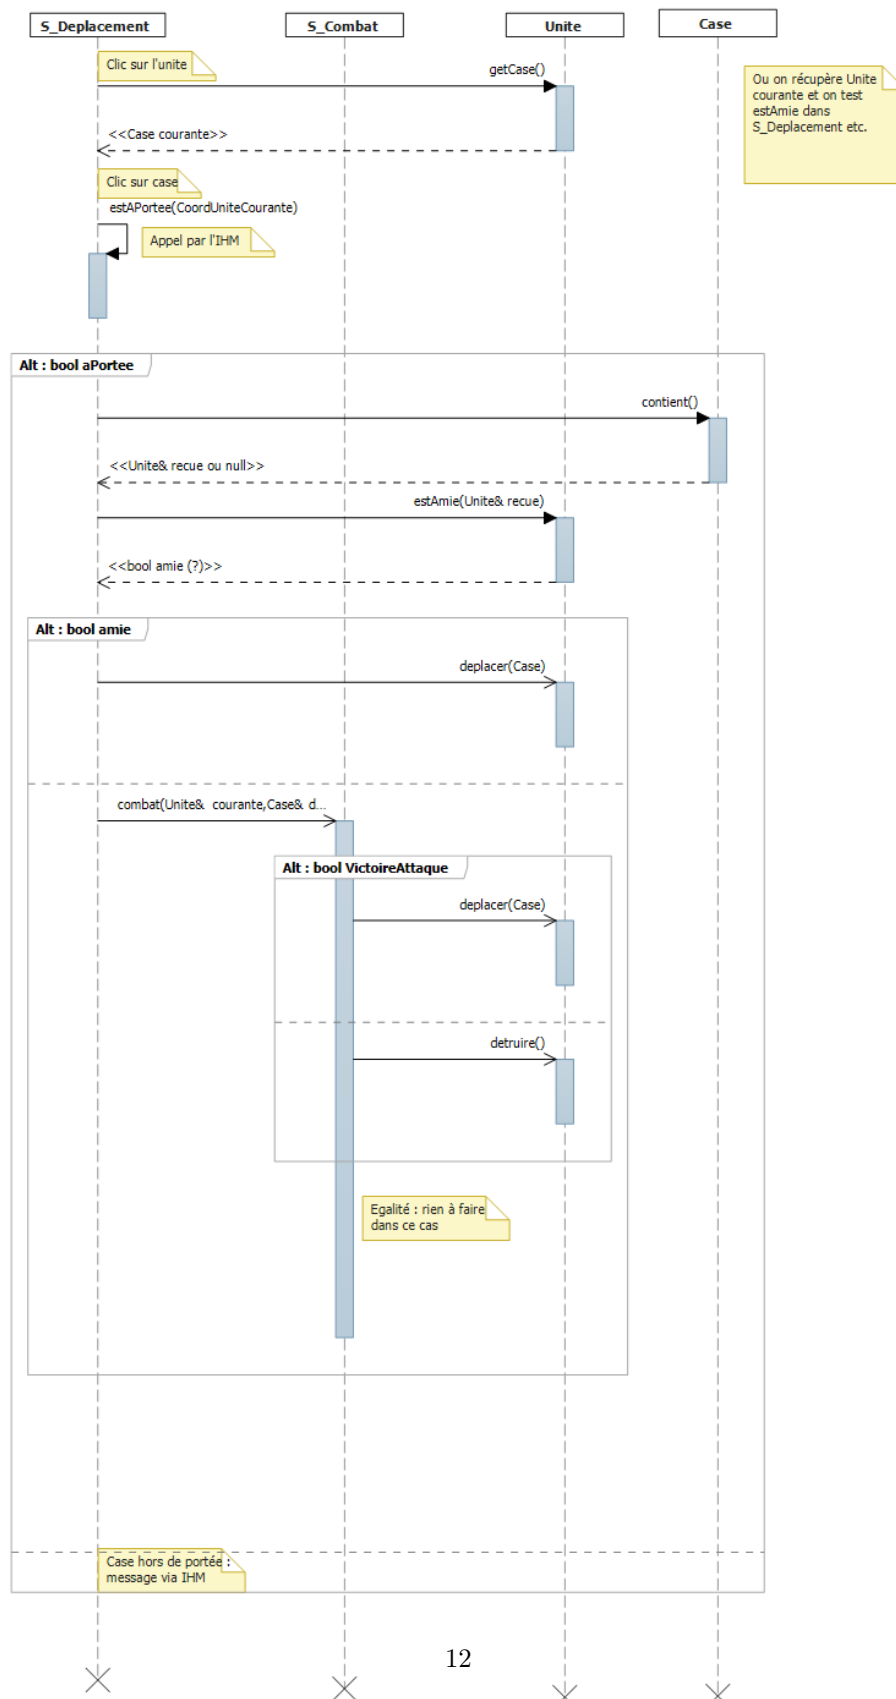 S_Deplacement
S_Combat
Unite
Case
Clic sur l'unite
getCase()
Ou on récupère Unite
courante et on test
estAmie dans
S_Deplacement etc.
<<Case courante>>
Clic sur case
estAPortee(CoordUniteCourante)
Appel par l'IHM
Alt : bool aPortee
contient()
<<Unite& recue ou null>>
estAmie(Unite& recue)
<<bool amie (?)>>
Alt : bool amie
deplacer(Case)
combat(Unite& courante,Case& d...
Alt : bool VictoireAttaque
deplacer(Case)
detruire()
Egalité : rien à faire
dans ce cas
Case hors de portée :
message via IHM
12